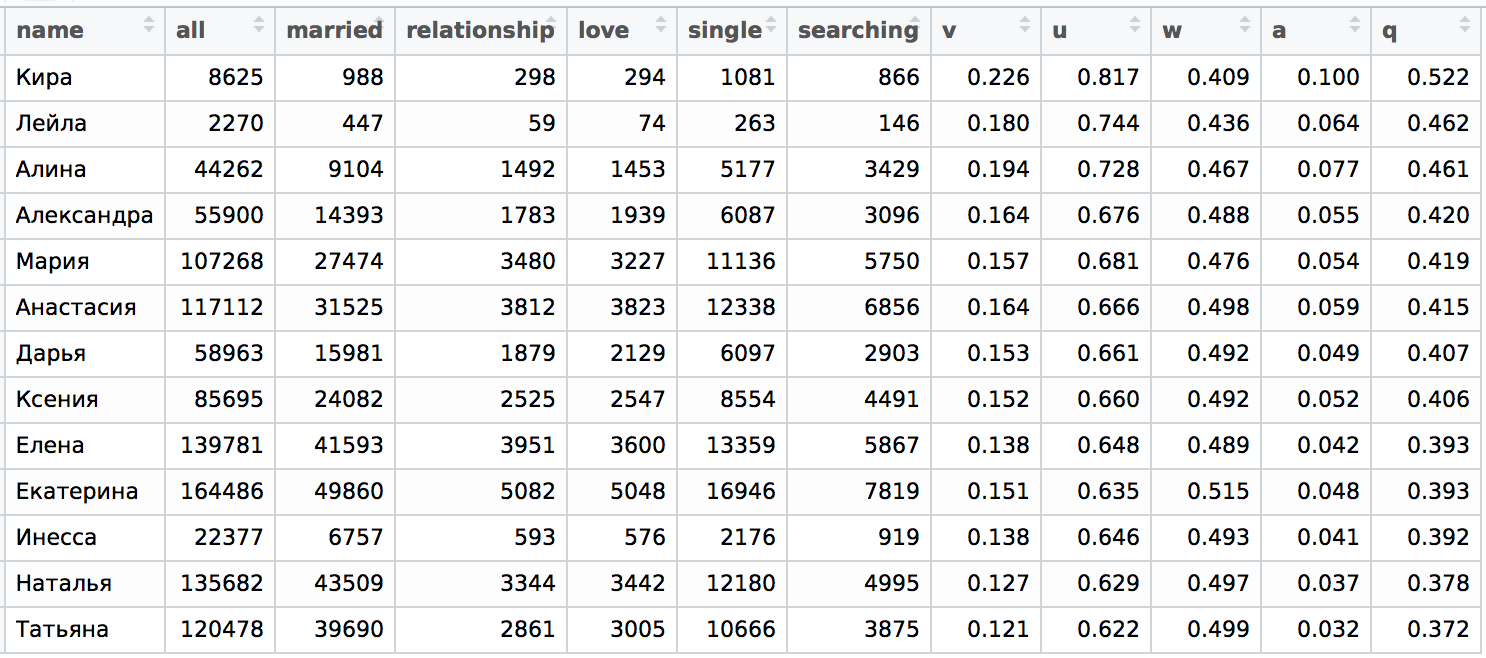 name all married relationship love single searching v u w a q
Кира 8625 988 298 294 1081 866 0.226 0.817 0.409 0.100 0.522
Лейла 2270 447 59 74 263 146 0.180 0.744 0.436 0.064 0.462
Алина 44262 9104 1492 1453 5177 3429 0.194 0.728 0.467 0.077 0.461
Александра 55900 14393 1783 1939 6087 3096 0.164 0.676 0.488 0.055 0.420
Мария 107268 27474 3480 3227 11136 5750 0.157 0.681 0.476 0.054 0.419
Анастасия 117112 31525 3812 3823 12338 6856 0.164 0.666 0.498 0.059 0.415
Дарья 58963 15981 1879 2129 6097 2903 0.153 0.661 0.492 0.049 0.407
Ксения 85695 24082 2525 2547 8554 4491 0.152 0.660 0.492 0.052 0.406
Елена 139781 41593 3951 3600 13359 5867 0.138 0.648 0.489 0.042 0.393
Екатерина 164486 49860 5082 5048 16946 7819 0.151 0.635 0.515 0.048 0.393
Инесса 22377 6757 593 576 2176 919 0.138 0.646 0.493 0.041 0.392
Наталья 135682 43509 3344 3442 12180 4995 0.127 0.629 0.497 0.037 0.378
Татьяна 120478 39690 2861 3005 10666 3875 0.121 0.622 0.499 0.032 0.372